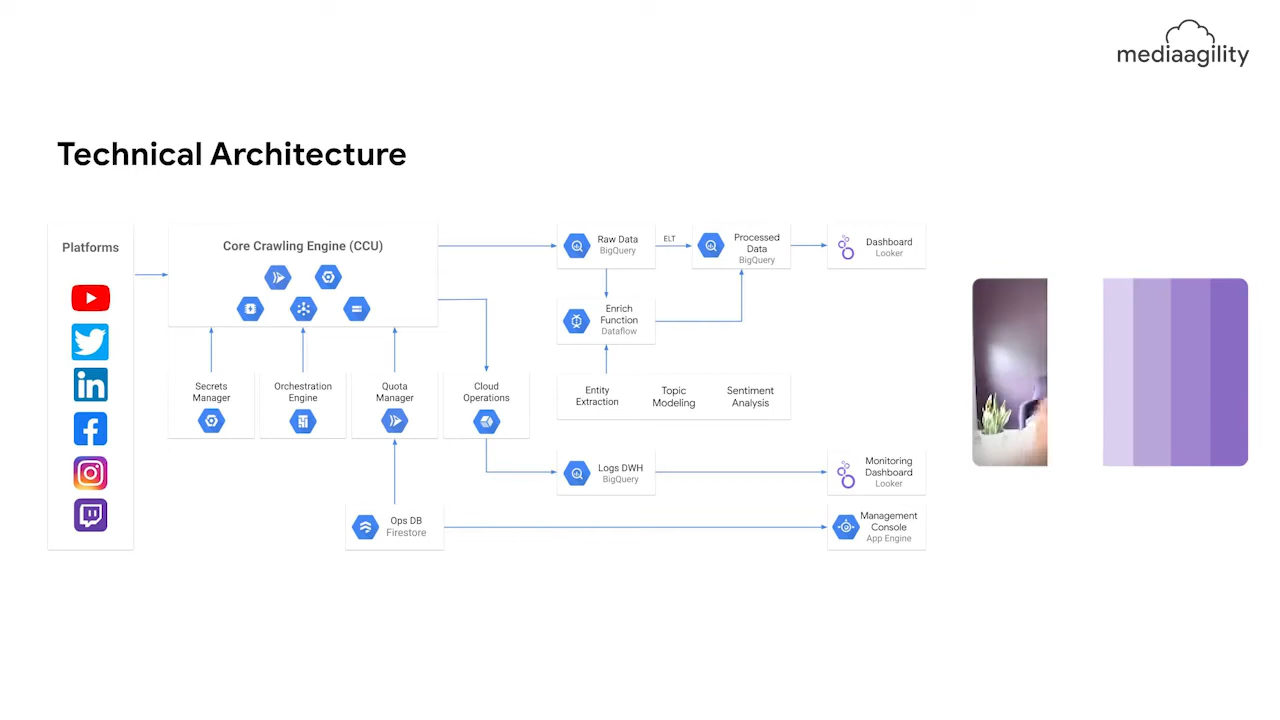 mediaagility
Technical Architecture
Platforms
Core Crawling Engine (CCU)
Raw Data
BigQuery
ELT
Processed
Data
BigQuery
Dashboard
Looker
Enrich
Function
Dataflow
Secrets
Manager
Orchestration
Engine
Quota
Manager
Cloud
Operations
Entity
Extraction
Topic
Modeling
Sentiment
Analysis
Logs DWH
BigQuery
Monitoring
Dashboard
Looker
Ops DB
Firestore
Management
Console
App Engine